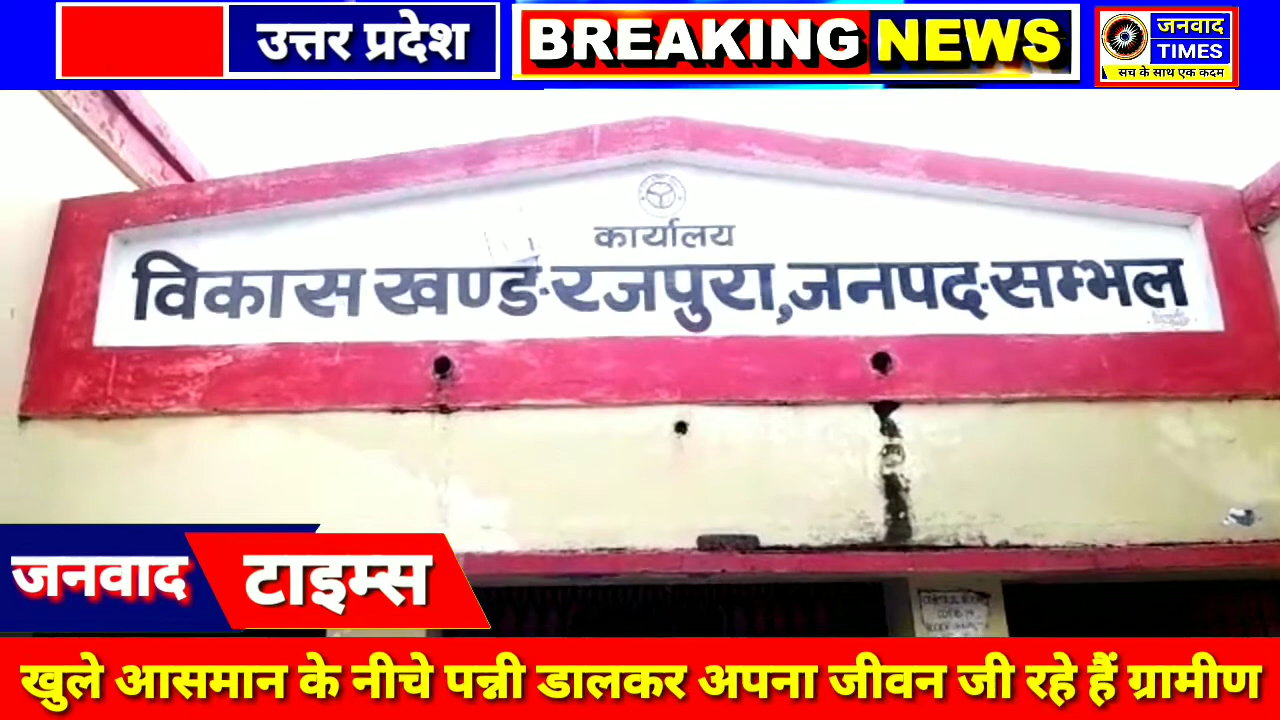 उत्तर प्रदेश
BREAKING NEWS
जनवाद
TIMES
सच के साथ एक कदम
कार्यालय
विकास खण्ड-रजपुरा,जनपद-सम्भल
जनवाद टाइम्स
खुले आसमान के नीचे पन्नी डालकर अपना जीवन जी रहे हैं ग्रामीण